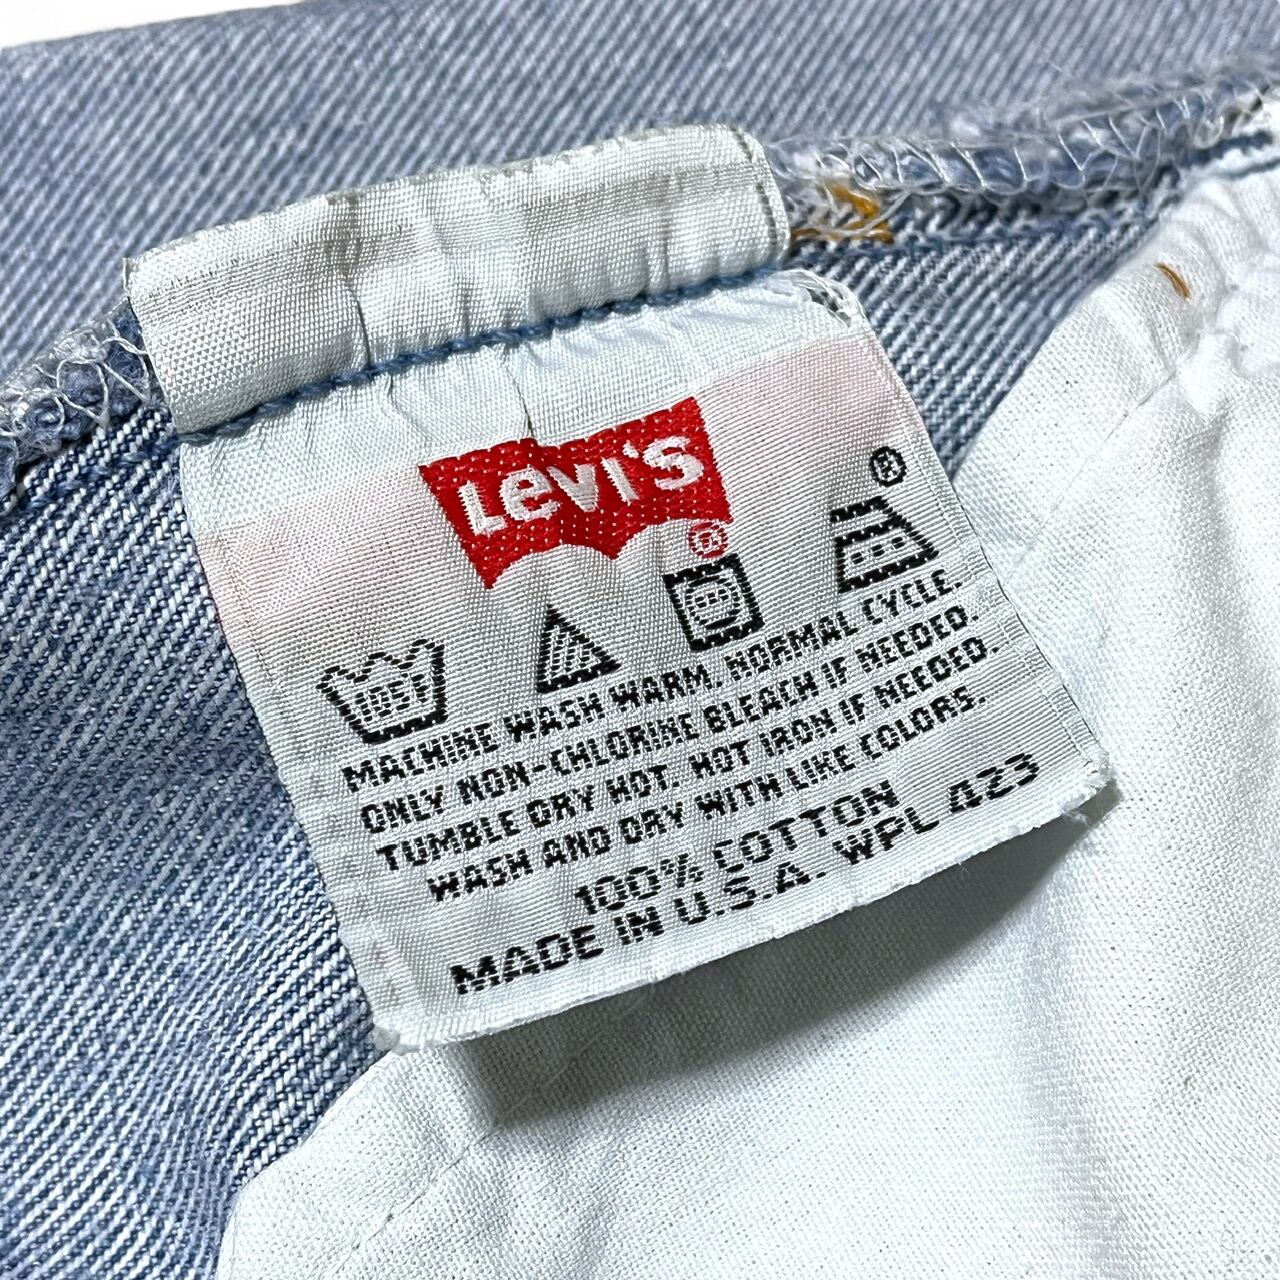 LEVI'S
®
®
105°F
MACHINE WASH WARM. NORMAL CYCLE.
ONLY NON-CHLORINE BLEACH IF NEEDED.
TUMBLE DRY HOT. HOT IRON IF NEEDED.
WASH AND DRY WITH LIKE COLORS.
100% COTTON
MADE IN U.S.A. WPL 423